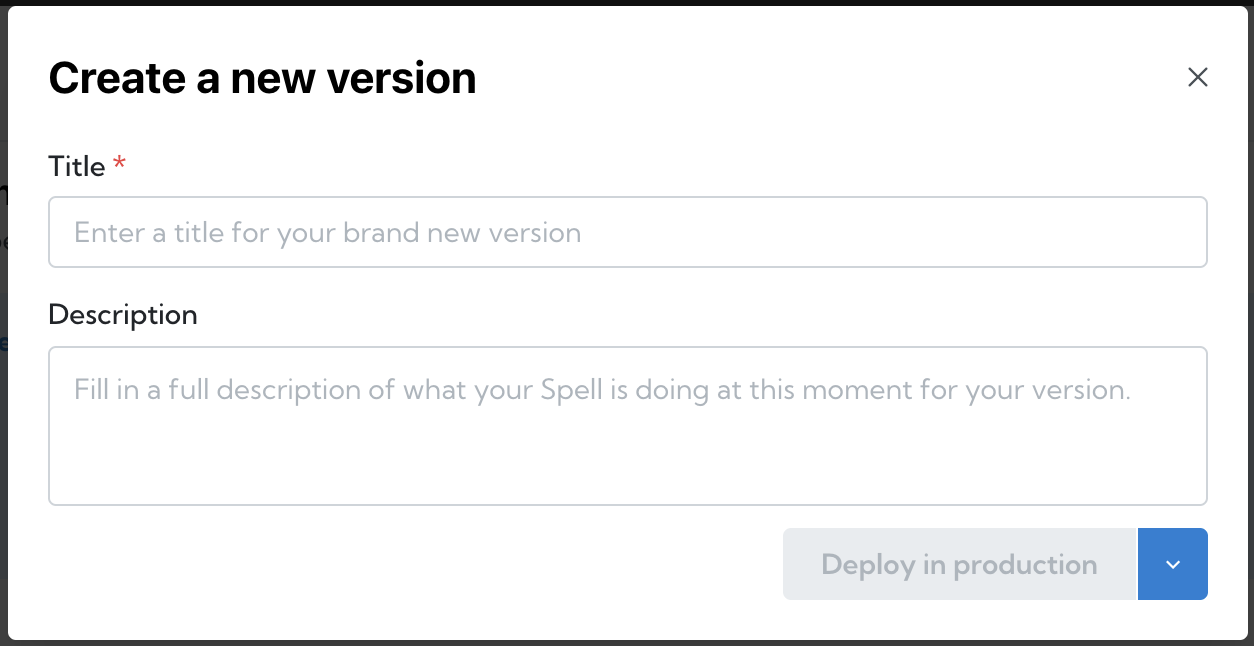 Create a new version
Title *
Enter a title for your brand new version
Description
Fill in a full description of what your Spell is doing at this moment for your version.
Deploy in production